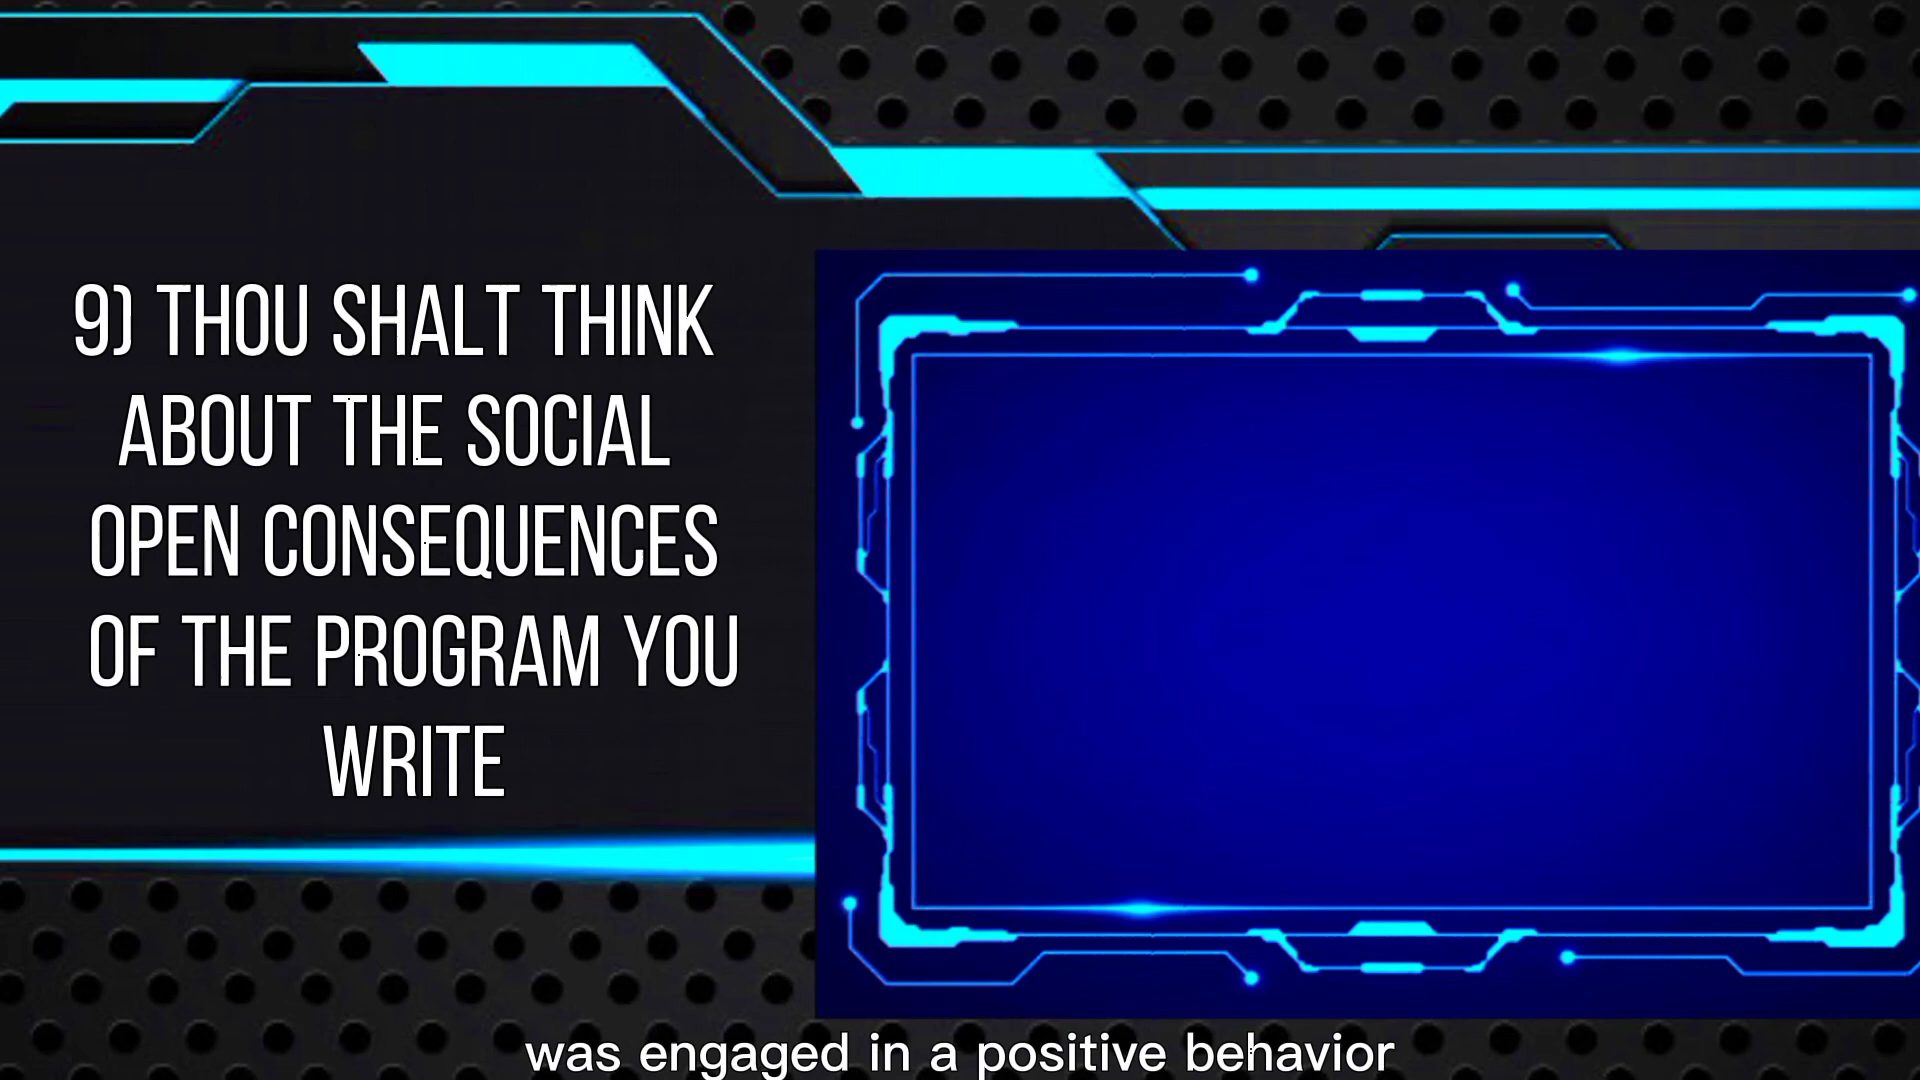 9) THOU SHALT THINK
ABOUT THE SOCIAL
OPEN CONSEQUENCES
OF THE PROGRAM YOU
WRITE
was engaged in a positive behavior